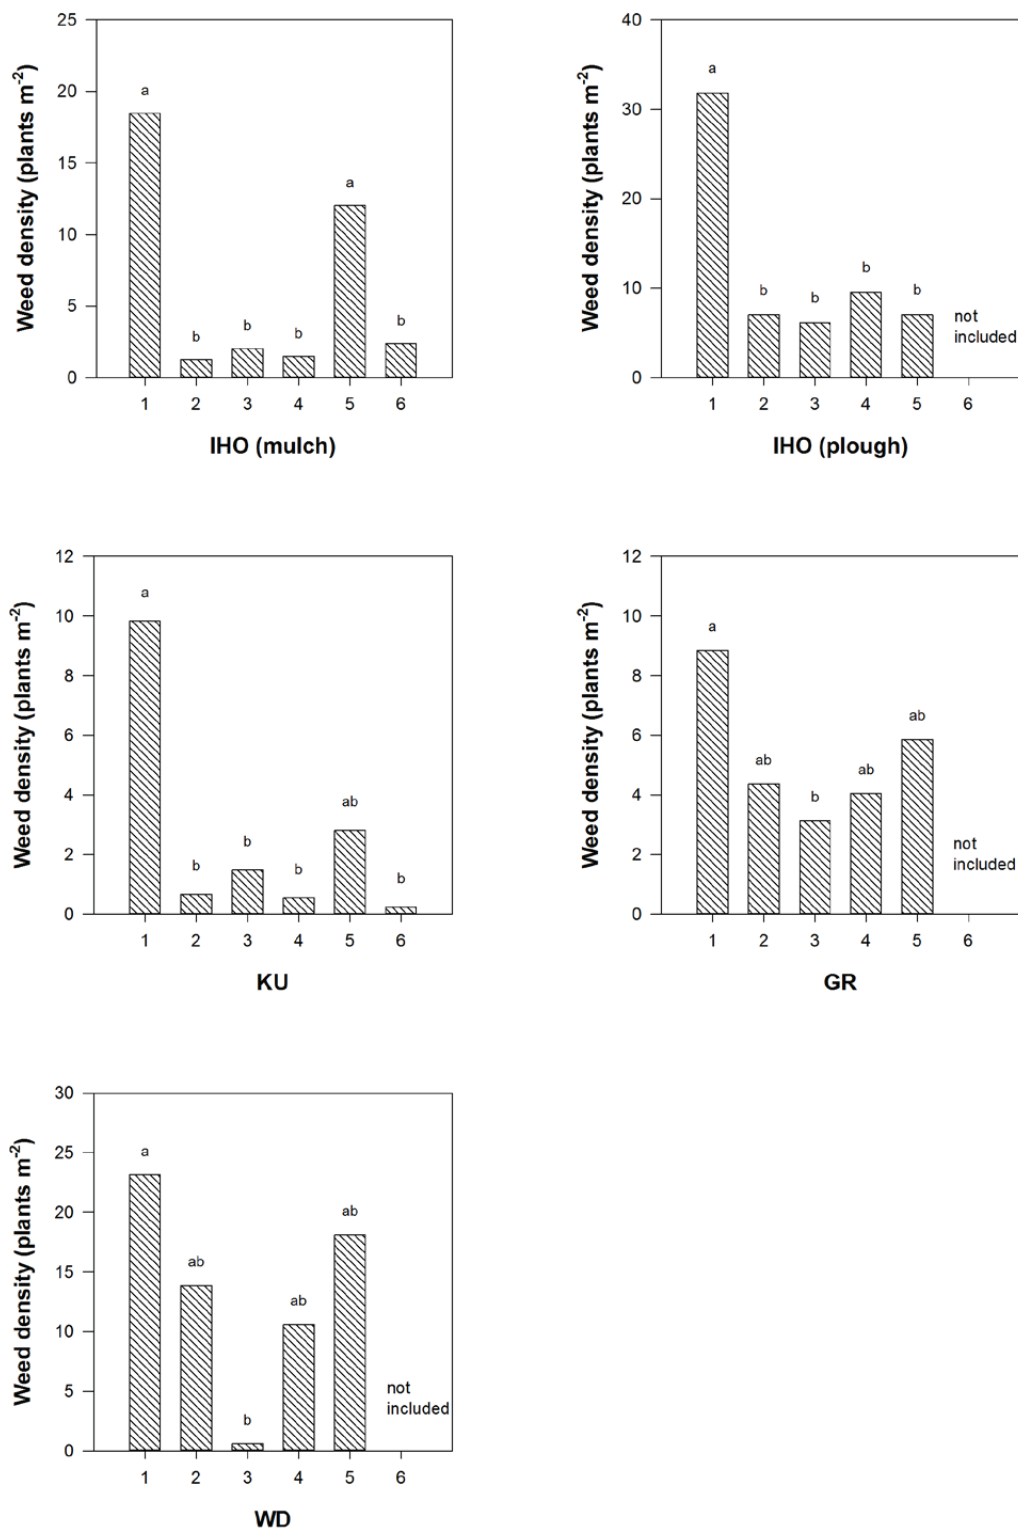 Weed density (plants m-2)
25
20
15
10
5
0
a
b
b
b
a
b
1 2 3 4 5 6
IHO (mulch)
Weed density (plants m-2)
40
30
20
10
0
a
b
b
b
b
not
included
1 2 3 4 5 6
IHO (plough)
Weed density (plants m-2)
12
10
8
6
4
2
0
a
b
b
b
ab
b
1 2 3 4 5 6
KU
Weed density (plants m-2)
12
10
8
6
4
2
0
a
ab
b
ab
ab
not
included
1 2 3 4 5 6
GR
Weed density (plants m-2)
30
25
20
15
10
5
0
a
ab
b
ab
ab
not
included
1 2 3 4 5 6
WD